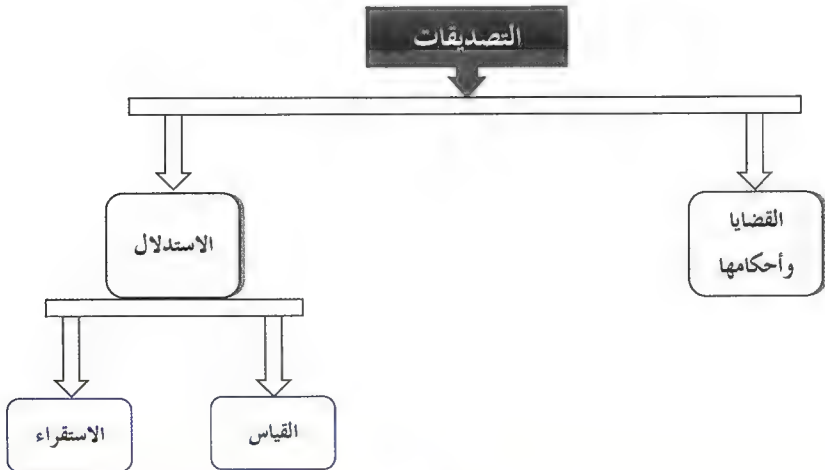 التصديقات
القضايا
وأحكامها
الاستدلال
القياس
الاستقراء